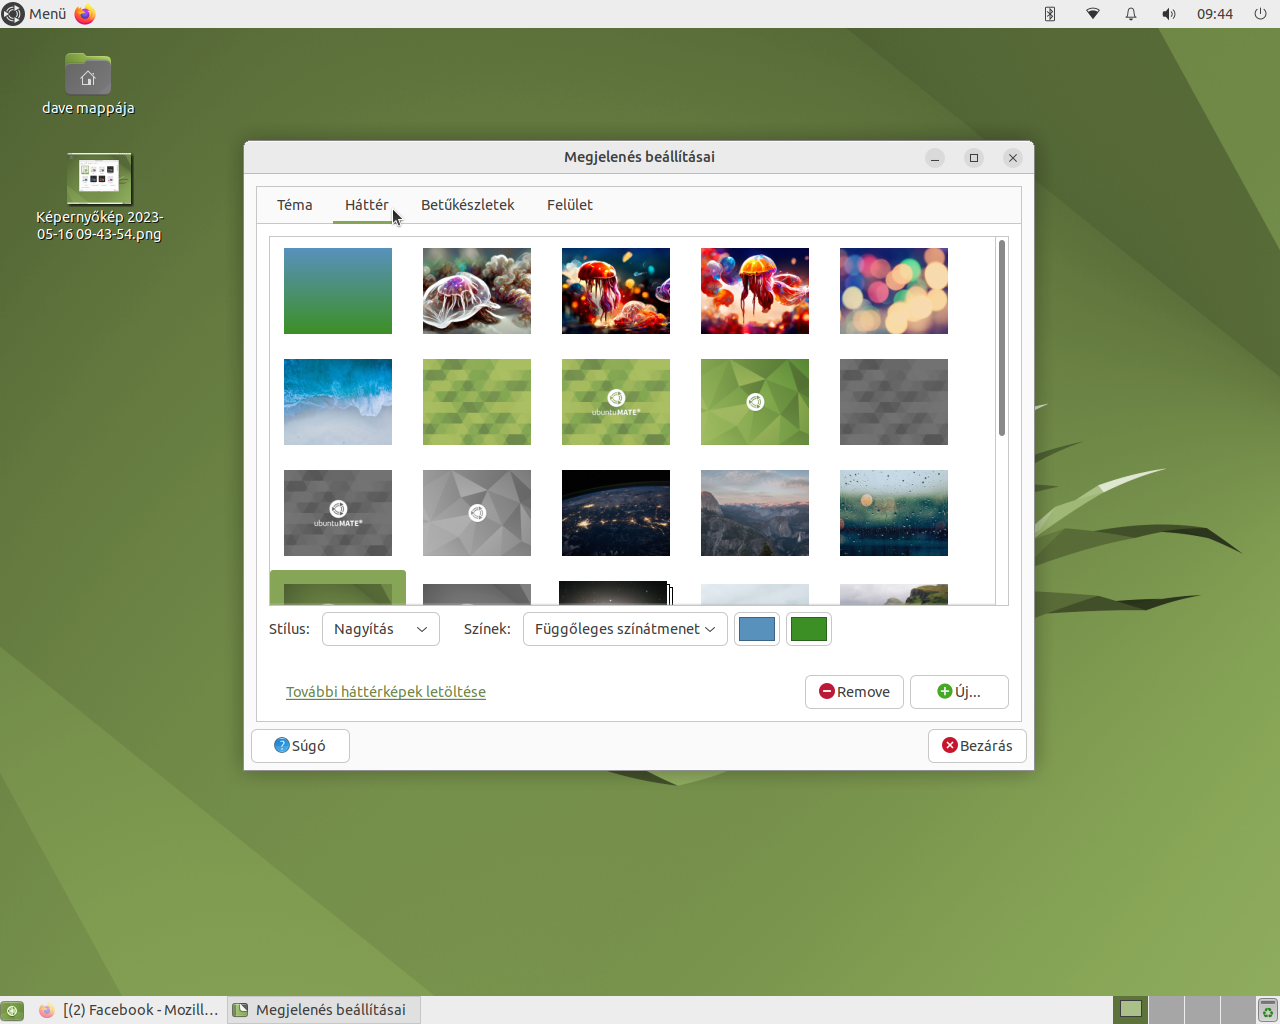 Menü
09:44
dave mappája
Képernyőkép 2023-
05-16 09-43-54.png
Megjelenés beállításai
Téma
Háttér
Betűkészletek
Felület
ubuntuMATE®
ubuntuMATE®
Stílus:
Nagyítás
Színek:
Függőleges színátmenet
További háttérképek letöltése
Remove
Új...
Súgó
Bezárás
[(2) Facebook - Mozill...
Megjelenés beállításai